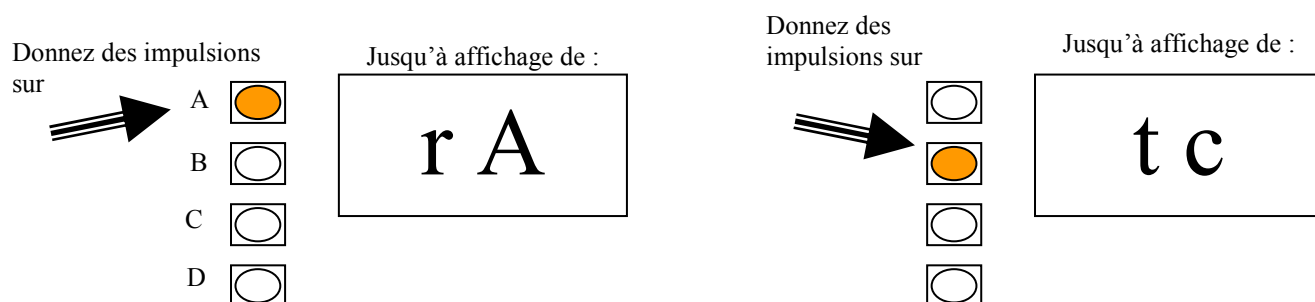 Donnez des impulsions
sur
Jusqu'à affichage de :
A
B
C
D
r A
Donnez des
impulsions sur
Jusqu'à affichage de :
t c